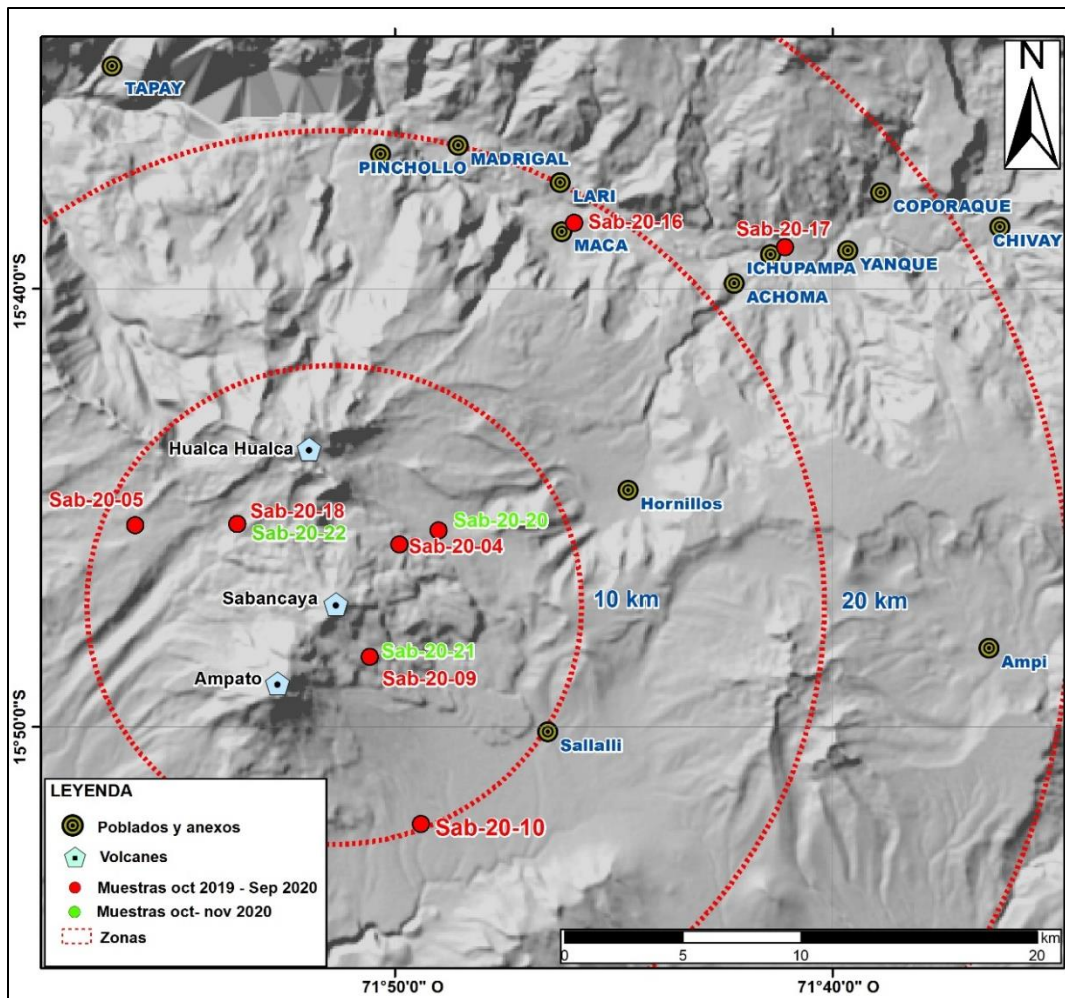 N
TAPAY
PINCHOLLO
MADRIGAL
LARI
MACA
Sab-20-16
Sab-20-17
COPORAQUE
CHIVAY
ICHUPAMPA
YANQUE
ACHOMA
15°40'0"S
Hualca Hualca
Hornillos
Sab-20-05
Sab-20-18
Sab-20-22
Sab-20-20
Sab-20-04
Sabancaya
10 km
20 km
Sab-20-21
Sab-20-09
Ampato
Ampi
15°50'0"S
Sallalli
Sab-20-10
LEYENDA
Poblados y anexos
Volcanes
Muestras oct 2019 - Sep 2020
Muestras oct- nov 2020
Zonas
km
0 5 10 20
71°50'0" O
71°40'0" O